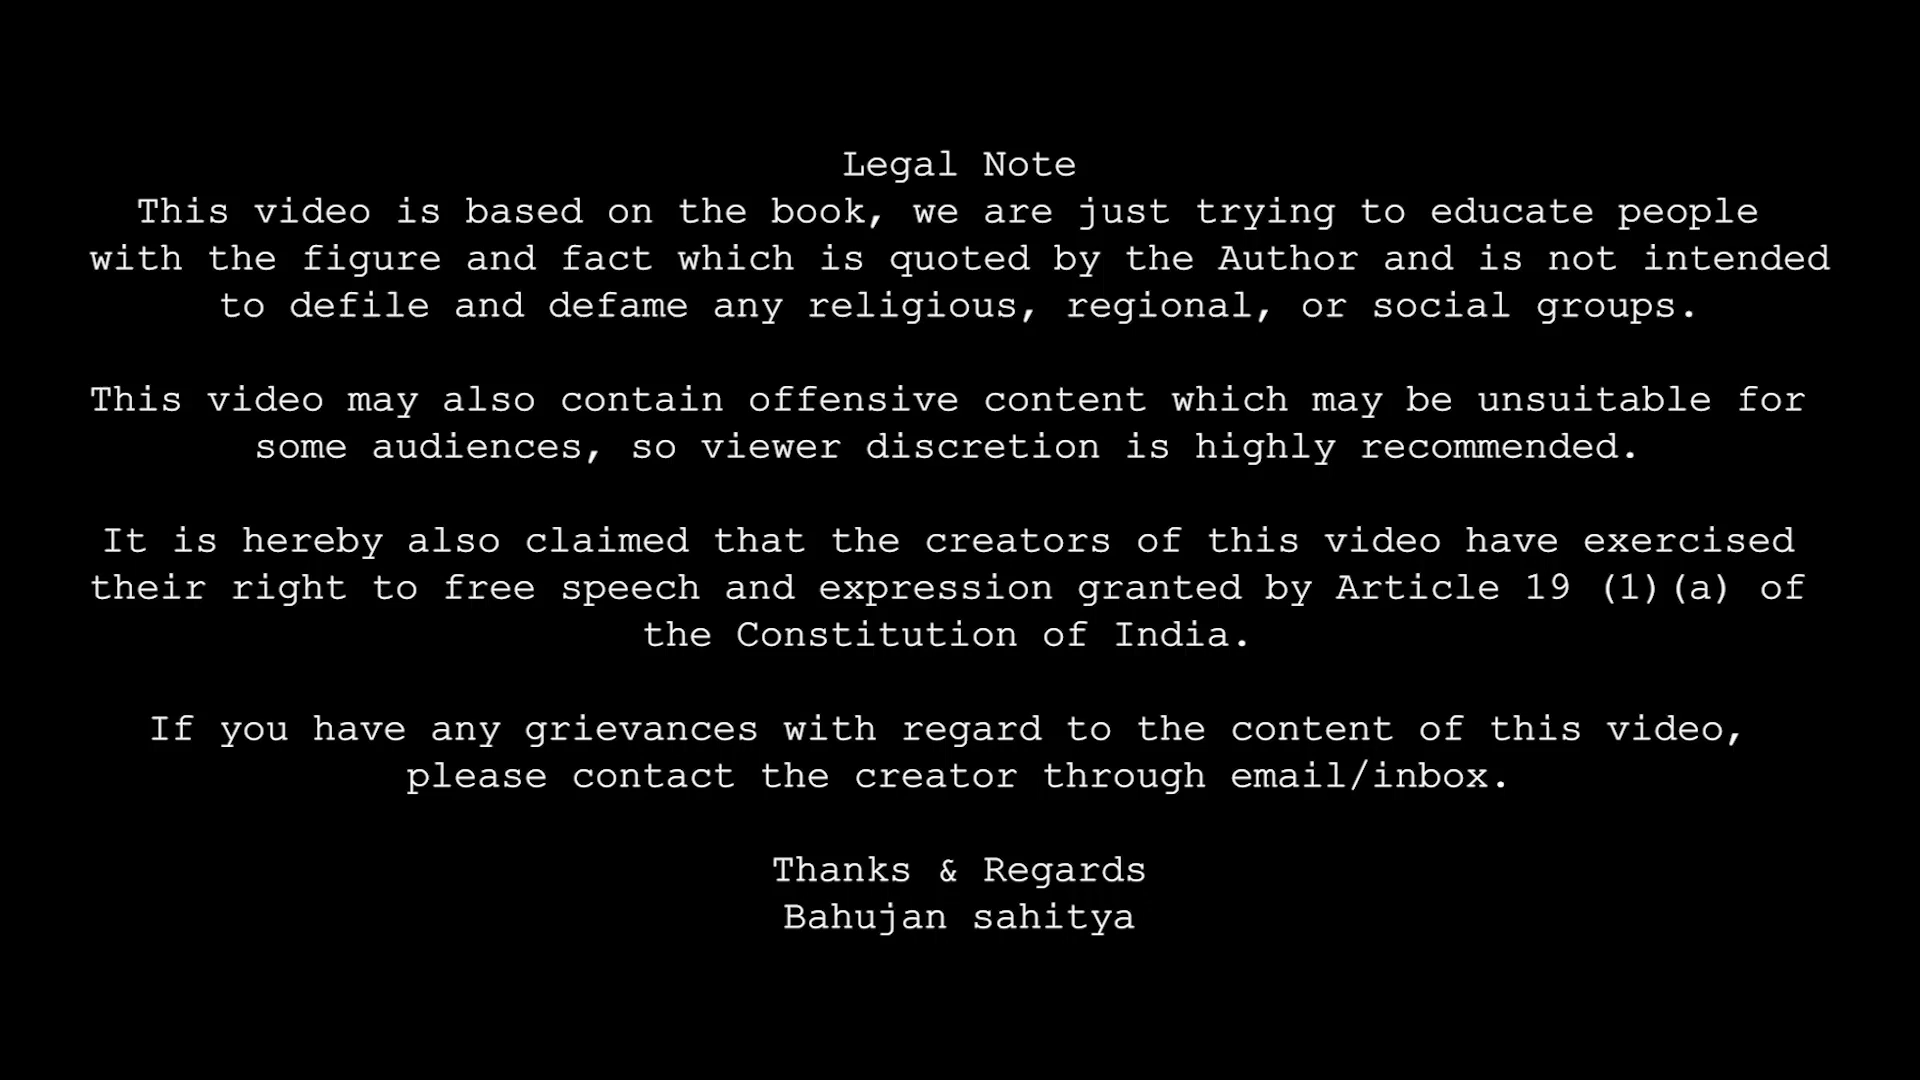 Legal Note
This video is based on the book, we are just trying to educate people
with the figure and fact which is quoted by the Author and is not intended
to defile and defame any religious, regional, or social groups.
This video may also contain offensive content which may be unsuitable for
some audiences, so viewer discretion is highly recommended.
It is hereby also claimed that the creators of this video have exercised
their right to free speech and expression granted by Article 19 (1)(a) of
the Constitution of India.
If you have any grievances with regard to the content of this video,
please contact the creator through email/inbox.
Thanks & Regards
Bahujan sahitya